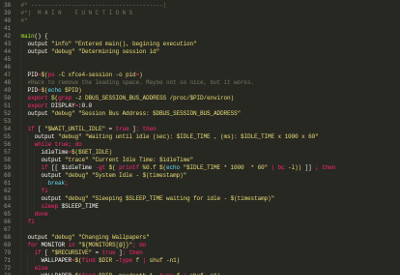 38 #* ----------------------------------------|
39 #*| M A I N   F U N C T I O N S
40 #*
41
42 main() {
43   output "info" "Entered main(), begining execution"
44   output "debug" "Determining session id"
45
46
47   PID=$(ps -C xfce4-session -o pid=)
48   #Hack to remove the leading space. Maybe not so nice, but it works.
49   PID=$(echo $PID)
50   export $(grep -z DBUS_SESSION_BUS_ADDRESS /proc/$PID/environ)
51   export DISPLAY=:0.0
52   output "debug" "Session Bus Address: $DBUS_SESSION_BUS_ADDRESS"
53
54   if [ "$WAIT_UNTIL_IDLE" = true ]; then
55     output "debug" "Waiting until idle (sec): $IDLE_TIME , (ms): $IDLE_TIME x 1000 x 60"
56     while true; do
57       idleTime=$($GET_IDLE)
58       output "trace" "Current Idle Time: $idleTime"
59       if [[ $idleTime -gt $( printf %0.f $(echo "$IDLE_TIME * 1000 * 60" | bc -l)) ]] ; then
60       output "debug" "System Idle - $(timestamp)"
61         break;
62       fi
63       output "debug" "Sleeping $SLEEP_TIME waiting for idle - $(timestamp)"
64       sleep $SLEEP_TIME
65     done
66   fi
67
68   output "debug" "Changing Wallpapers"
69   for MONITOR in "${MONITORS[@]}"; do
70     if [ "$RECURSIVE" = true ]; then
71       WALLPAPER=$(find $DIR -type f | shuf -n1)
72     else